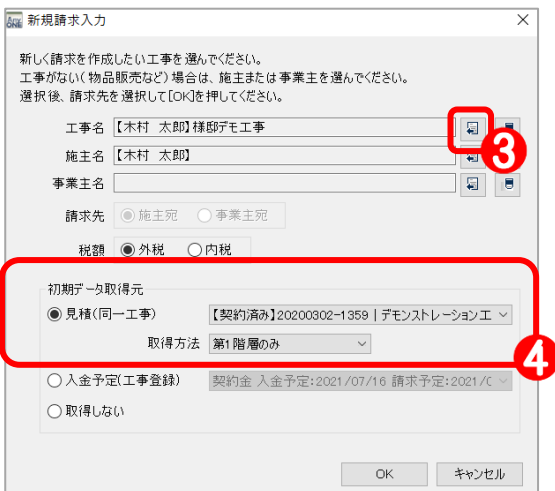 新規請求入力
新しく請求を作成したい工事を選んでください。
工事がない(物品販売など)場合は、施主または事業主を選んでください。
選択後、請求先を選択して[OK]を押してください。
工事名 【木村 太郎】様邸デモ工事
3
施主名 【木村 太郎】
事業主名
請求先 施主宛 事業主宛
税額 外税 内税
初期データ取得元
見積(同一工事) 【契約済み】20200302-1359 | デモンストレーション工
取得方法 第1階層のみ
4
入金予定(工事登録) 契約金 入金予定:2021/07/16 請求予定:2021/0
取得しない
OK キャンセル